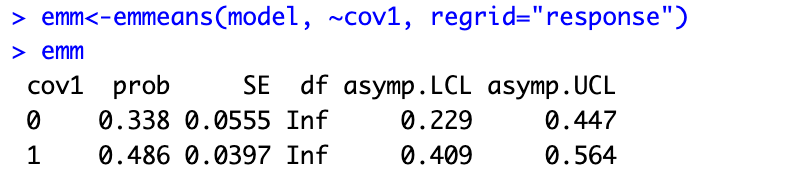 > emm<-emmeans(model, ~cov1, regrid="response")
> emm
cov1 prob SE df asymp.LCL asymp.UCL
0 0.338 0.0555 Inf 0.229 0.447
1 0.486 0.0397 Inf 0.409 0.564